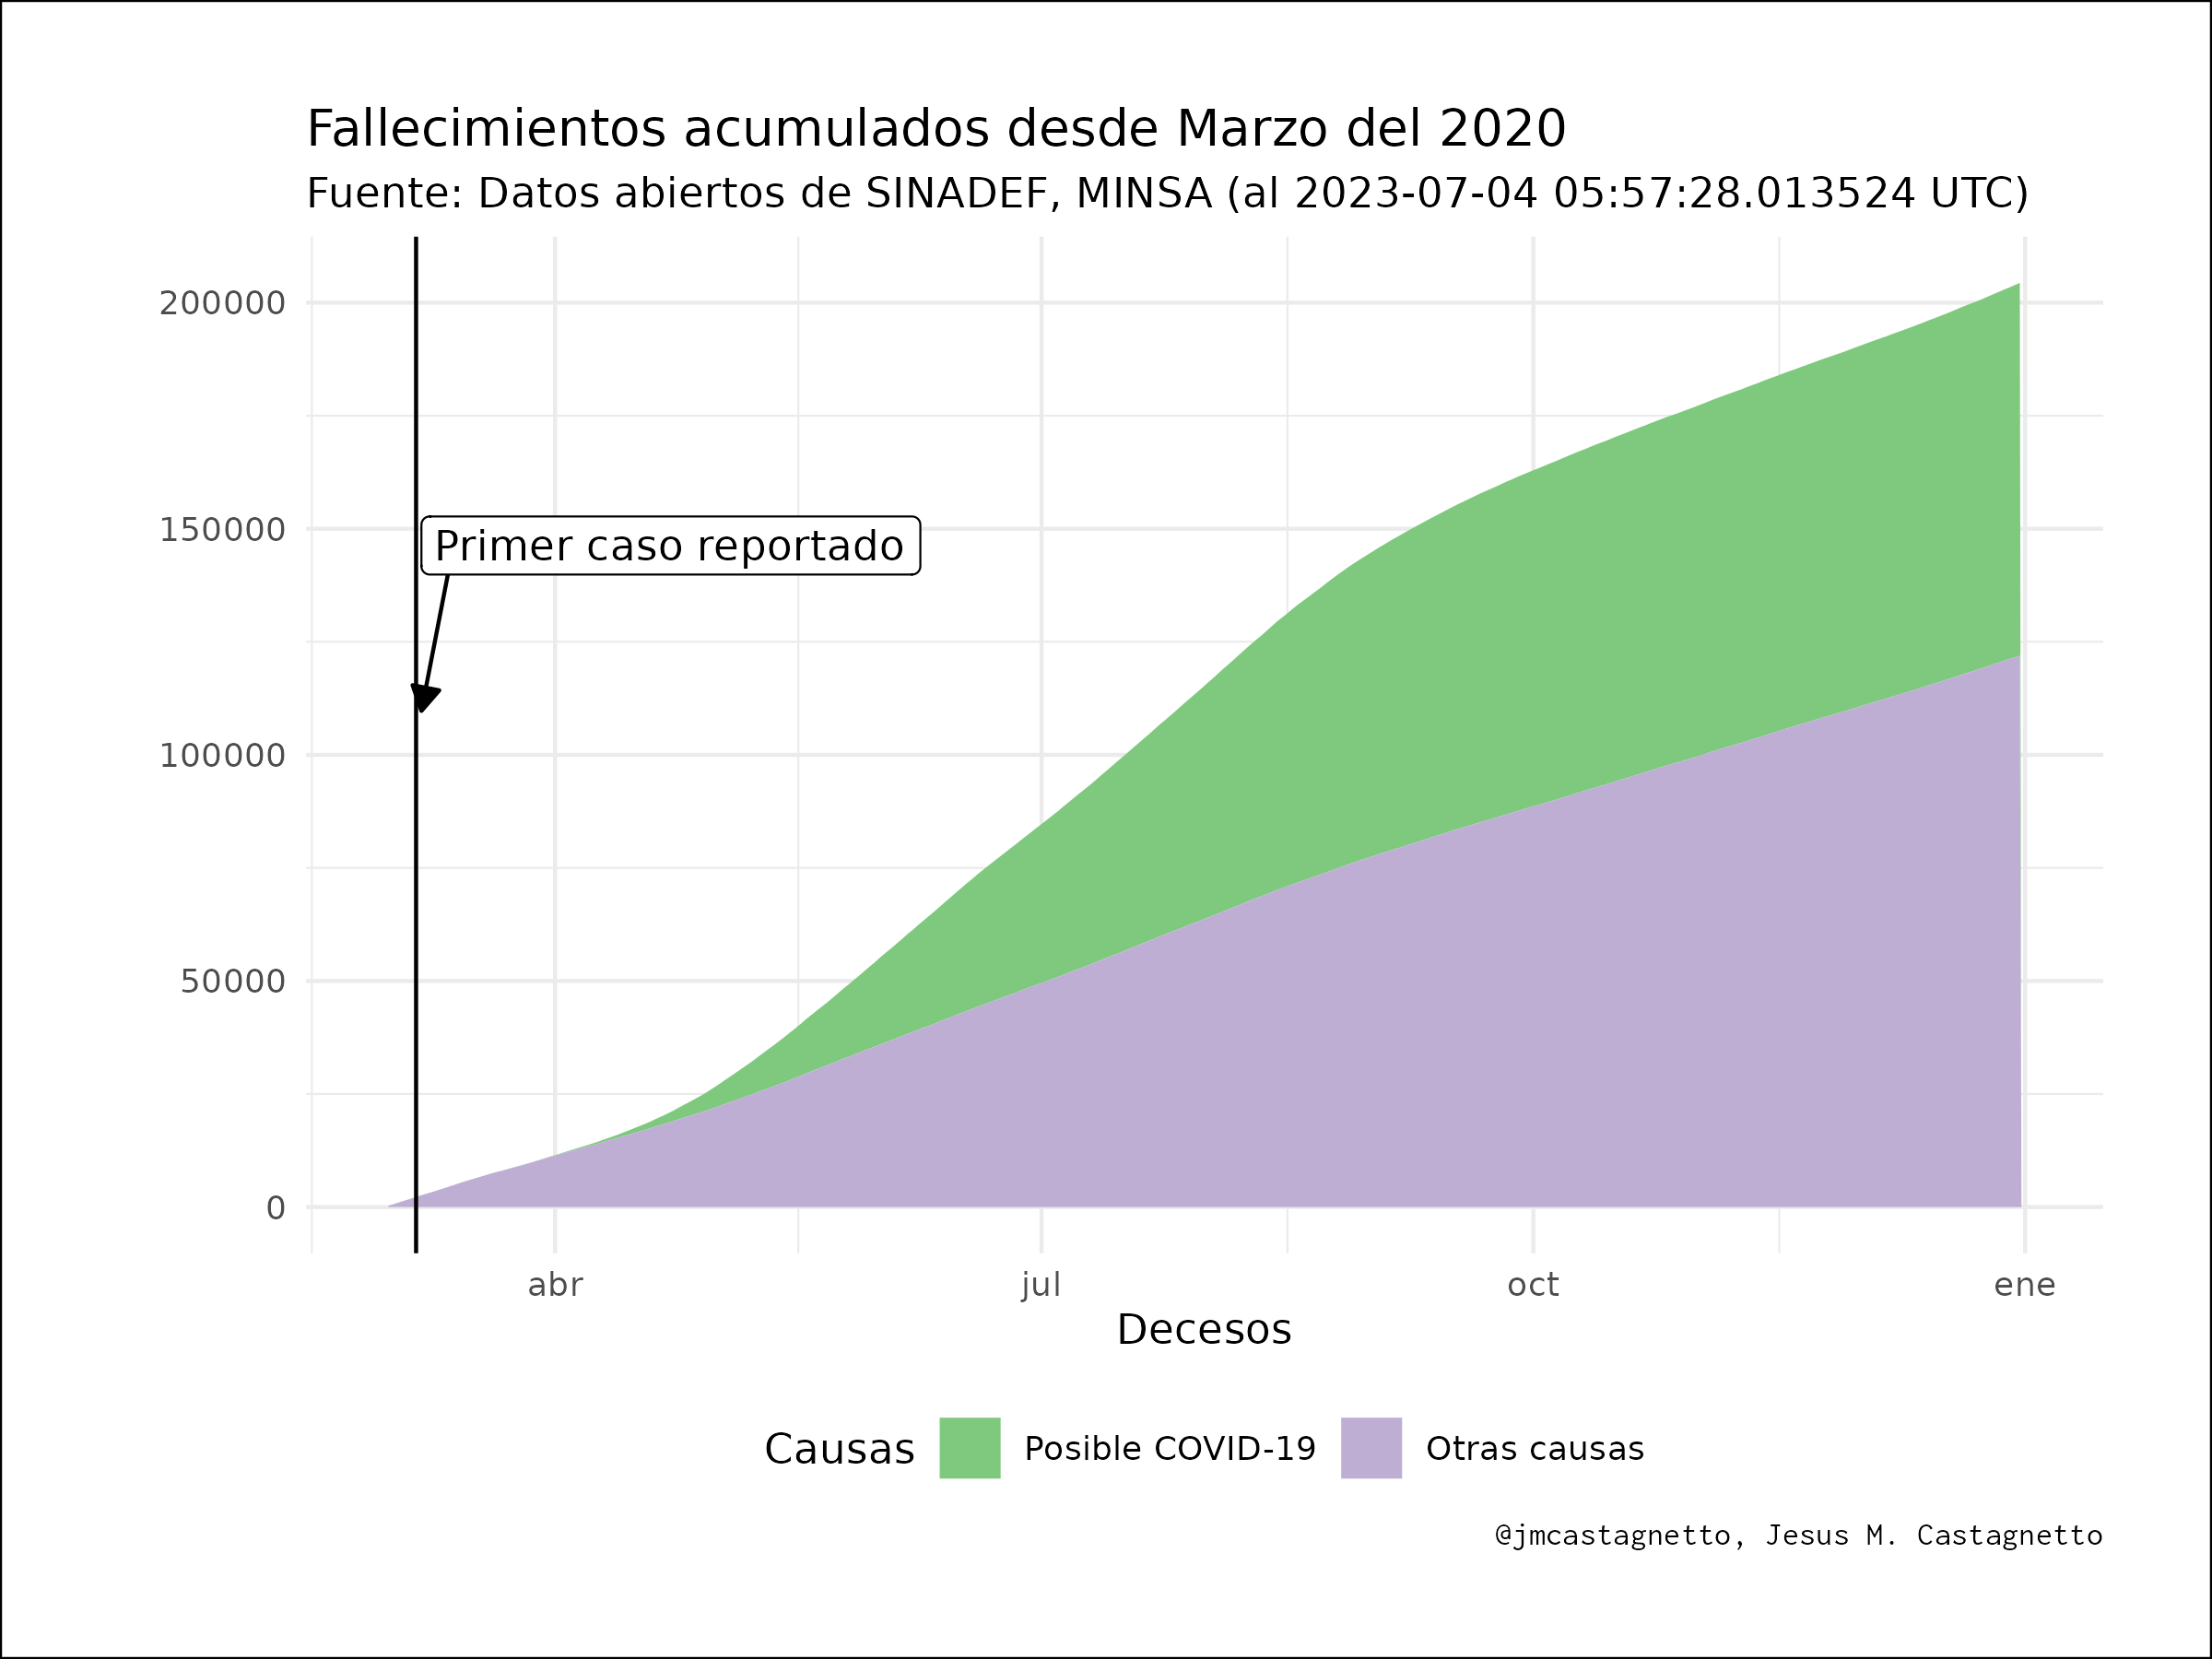 Fallecimientos acumulados desde Marzo del 2020
Fuente: Datos abiertos de SINADEF, MINSA (al 2023-07-04 05:57:28.013524 UTC)
200000
150000
Primer caso reportado
100000
50000
0
abr jul oct ene
Decesos
Causas Posible COVID-19 Otras causas
@jmcastagnetto, Jesus M. Castagnetto